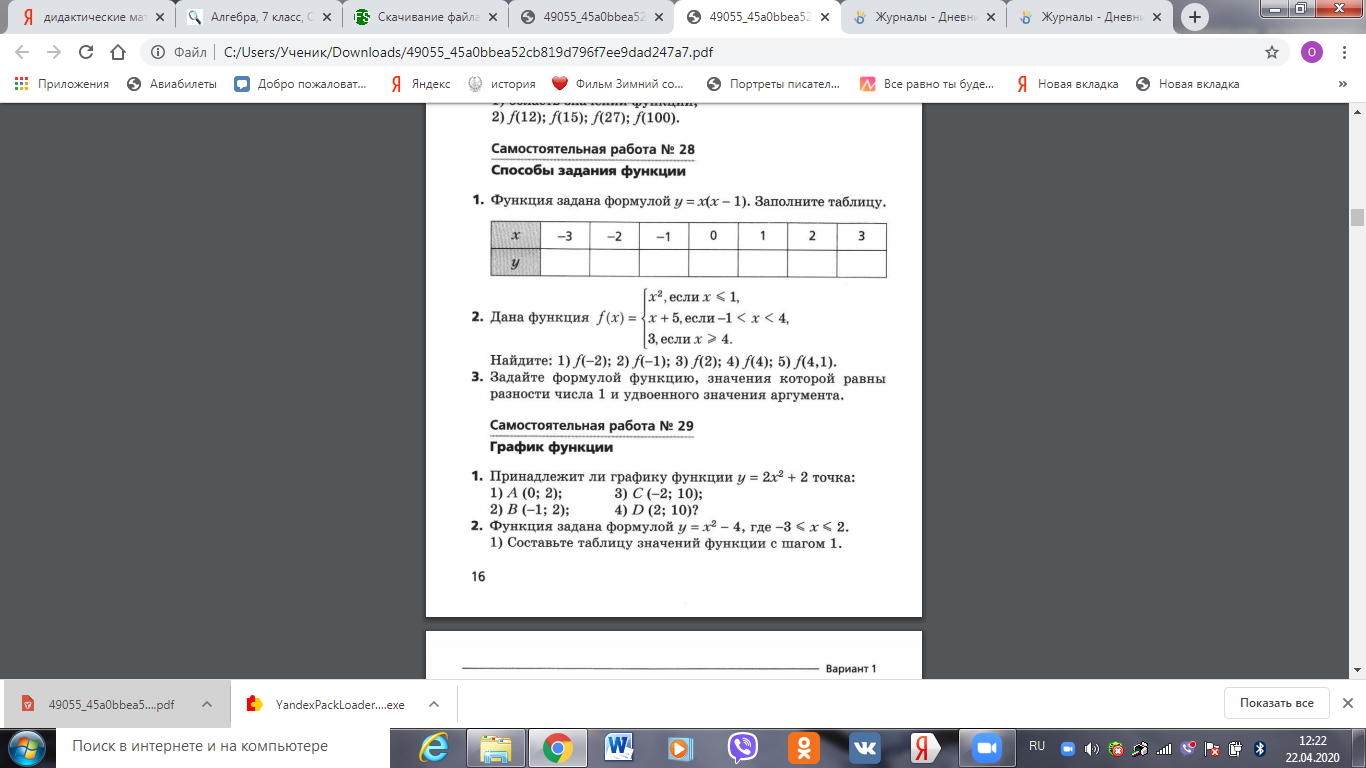 дидактические мат
Алгебра, 7 класс, С
Скачивание файла
49055_45a0bbea52
49055_45a0bbea52
Журналы - Дневни
Журналы - Дневни
Файл C:/Users/Ученик/Downloads/49055_45a0bbea52cb819d796f7ee9dad247a7.pdf
О
Приложения Авиабилеты Добро пожаловат... Яндекс история Фильм Зимний со... Портреты писател... Все равно ты буде... Новая вкладка Новая вкладка »
1) область значений функции;
2) f(12); f(15); f(27); f(100).
Самостоятельная работа № 28
Способы задания функции
1. Функция задана формулой y = x(x – 1). Заполните таблицу.
x –3 –2 –1 0 1 2 3
y
x², если x ⩽ 1,
2. Дана функция f(x) = x + 5, если –1 < x < 4,
3, если x ⩾ 4.
Найдите: 1) f(–2); 2) f(–1); 3) f(2); 4) f(4); 5) f(4,1).
3. Задайте формулой функцию, значения которой равны
разности числа 1 и удвоенного значения аргумента.
Самостоятельная работа № 29
График функции
1. Принадлежит ли графику функции y = 2x² + 2 точка:
1) A (0; 2); 3) C (–2; 10);
2) B (–1; 2); 4) D (2; 10)?
2. Функция задана формулой y = x² – 4, где –3 ⩽ x ⩽ 2.
1) Составьте таблицу значений функции с шагом 1.
16
Вариант 1
49055_45a0bbea5....pdf
YandexPackLoader....exe
Показать все
Поиск в интернете и на компьютере
RU
12:22
22.04.2020